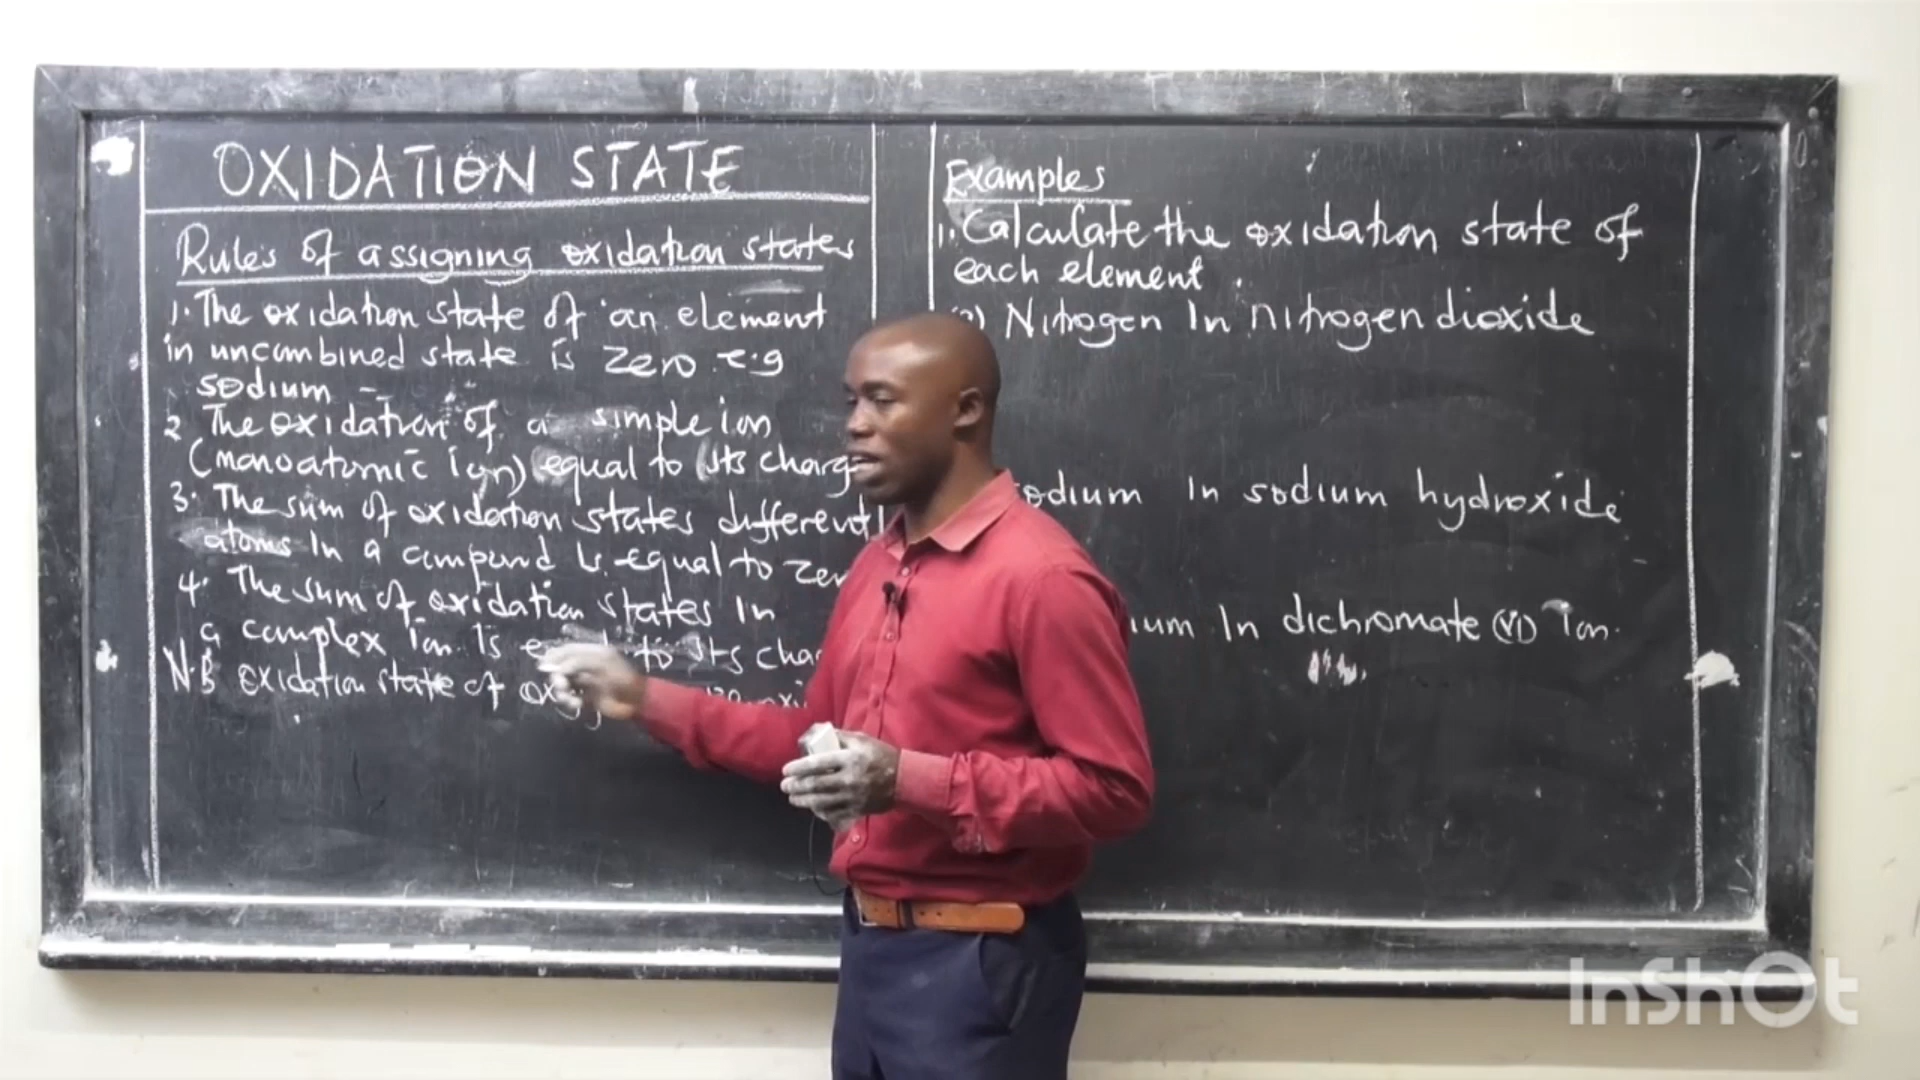 OXIDATION STATE
Rules of assigning oxidation states
1. The oxidation state of an element
in uncombined state is zero e.g
sodium -
2 The oxidation of a simple ion
(monoatomic ion) equal to its
3. The sum of oxidation states different
atoms in a compound is equal to
4. The sum of oxidation states in
a complex ion is to its
N.B oxidation state of
Examples
1. Calculate the oxidation state of
each element.
Nitrogen in nitrogen dioxide
sodium in sodium hydroxide
in dichromate (VI) ion.
InShOt